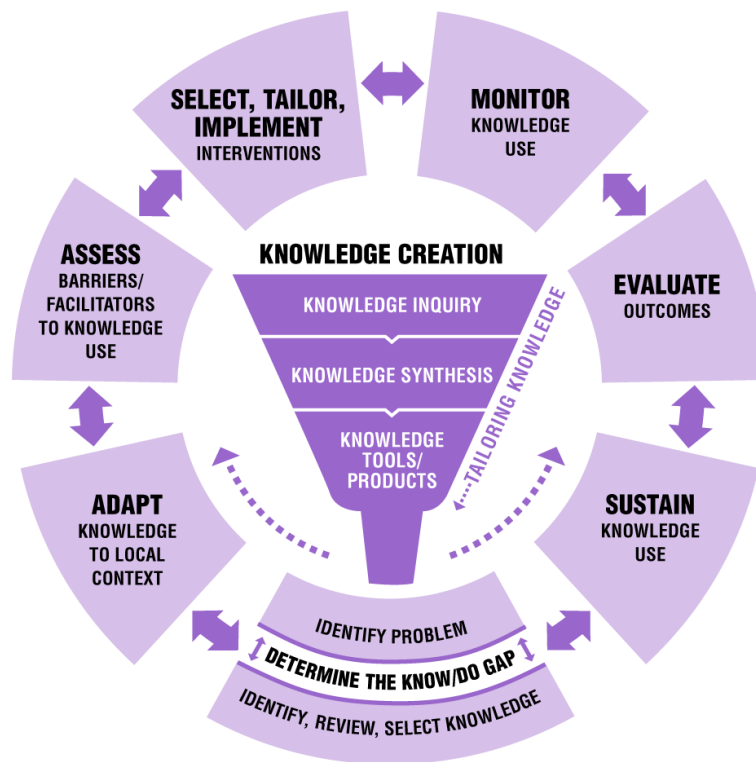 SELECT, TAILOR,
IMPLEMENT
INTERVENTIONS
MONITOR
KNOWLEDGE
USE
ASSESS
BARRIERS/
FACILITATORS
TO KNOWLEDGE
USE
KNOWLEDGE CREATION
KNOWLEDGE INQUIRY
KNOWLEDGE SYNTHESIS
KNOWLEDGE
TOOLS/
PRODUCTS
TAILORING KNOWLEDGE
EVALUATE
OUTCOMES
ADAPT
KNOWLEDGE
TO LOCAL
CONTEXT
SUSTAIN
KNOWLEDGE
USE
IDENTIFY PROBLEM
DETERMINE THE KNOW/DO GAP
IDENTIFY, REVIEW, SELECT KNOWLEDGE